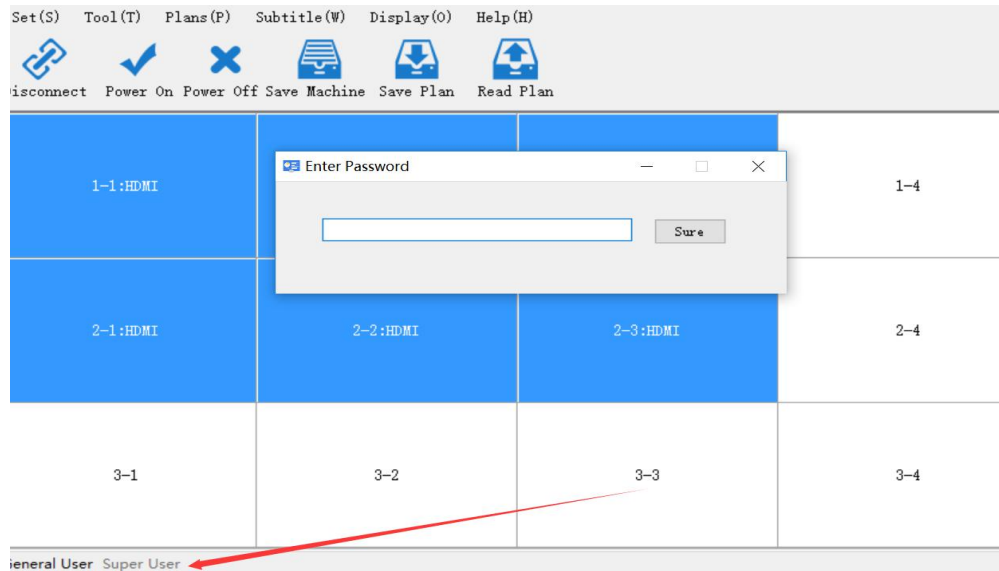 Set(S) Tool(T) Plans(P) Subtitle(W) Display(O) Help(H)
isconnect Power On Power Off Save Machine Save Plan Read Plan
Enter Password
1-1:HDMI 1-4
Sure
2-1:HDMI 2-2:HDMI 2-3:HDMI 2-4
3-1 3-2 3-3 3-4
eneral User Super User